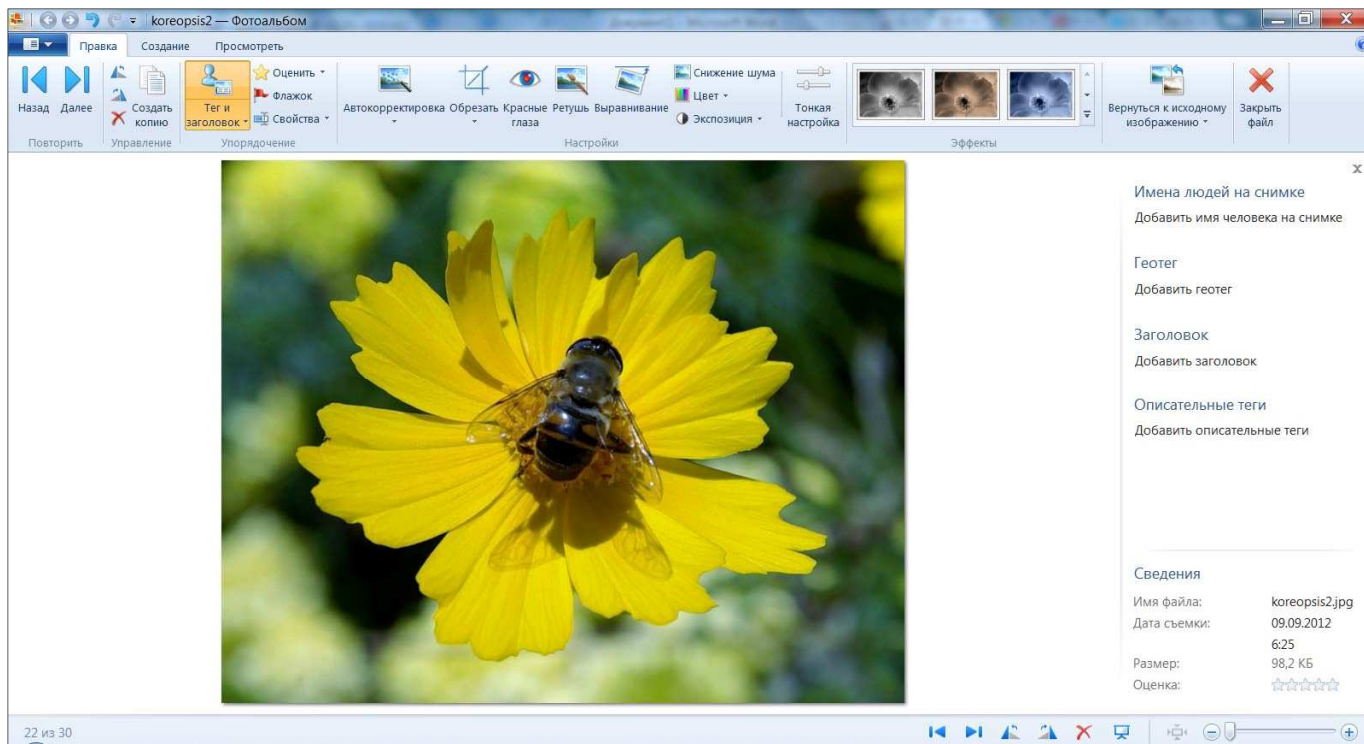 koreopsis2 — Фотоальбом
Правка Создание Просмотреть
Назад Далее
Повторить
Создать копию
Управление
Тег и заголовок
Оценить
Флажок
Свойства
Упорядочение
Автокорректировка Обрезать Красные глаза Ретушь Выравнивание
Снижение шума
Цвет
Экспозиция
Тонкая настройка
Настройки
Эффекты
Вернуться к исходному изображению
Закрыть файл
Имена людей на снимке
Добавить имя человека на снимке
Геотег
Добавить геотег
Заголовок
Добавить заголовок
Описательные теги
Добавить описательные теги
Сведения
Имя файла: koreopsis2.jpg
Дата съемки: 09.09.2012
6:25
Размер: 98,2 КБ
Оценка:
22 из 30